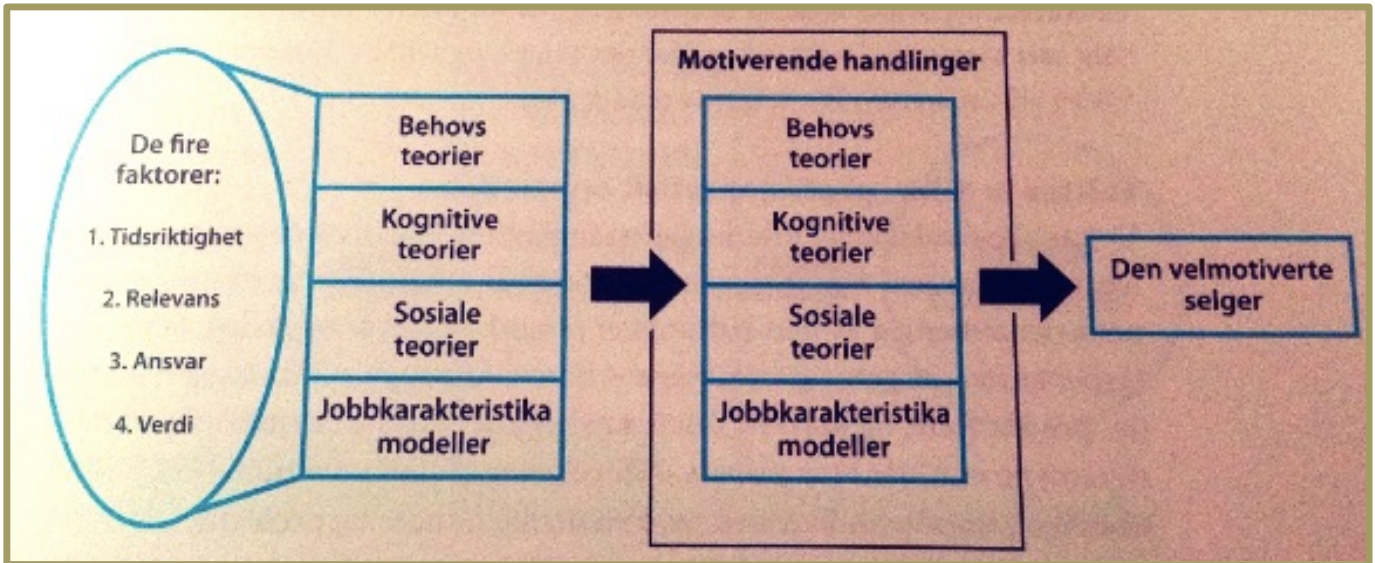 De fire
faktorer:
1. Tidsriktighet
2. Relevans
3. Ansvar
4. Verdi
Behovs
teorier
Kognitive
teorier
Sosiale
teorier
Jobbkarakteristika
modeller
Motiverende handlinger
Behovs
teorier
Kognitive
teorier
Sosiale
teorier
Jobbkarakteristika
modeller
Den velmotiverte
selger